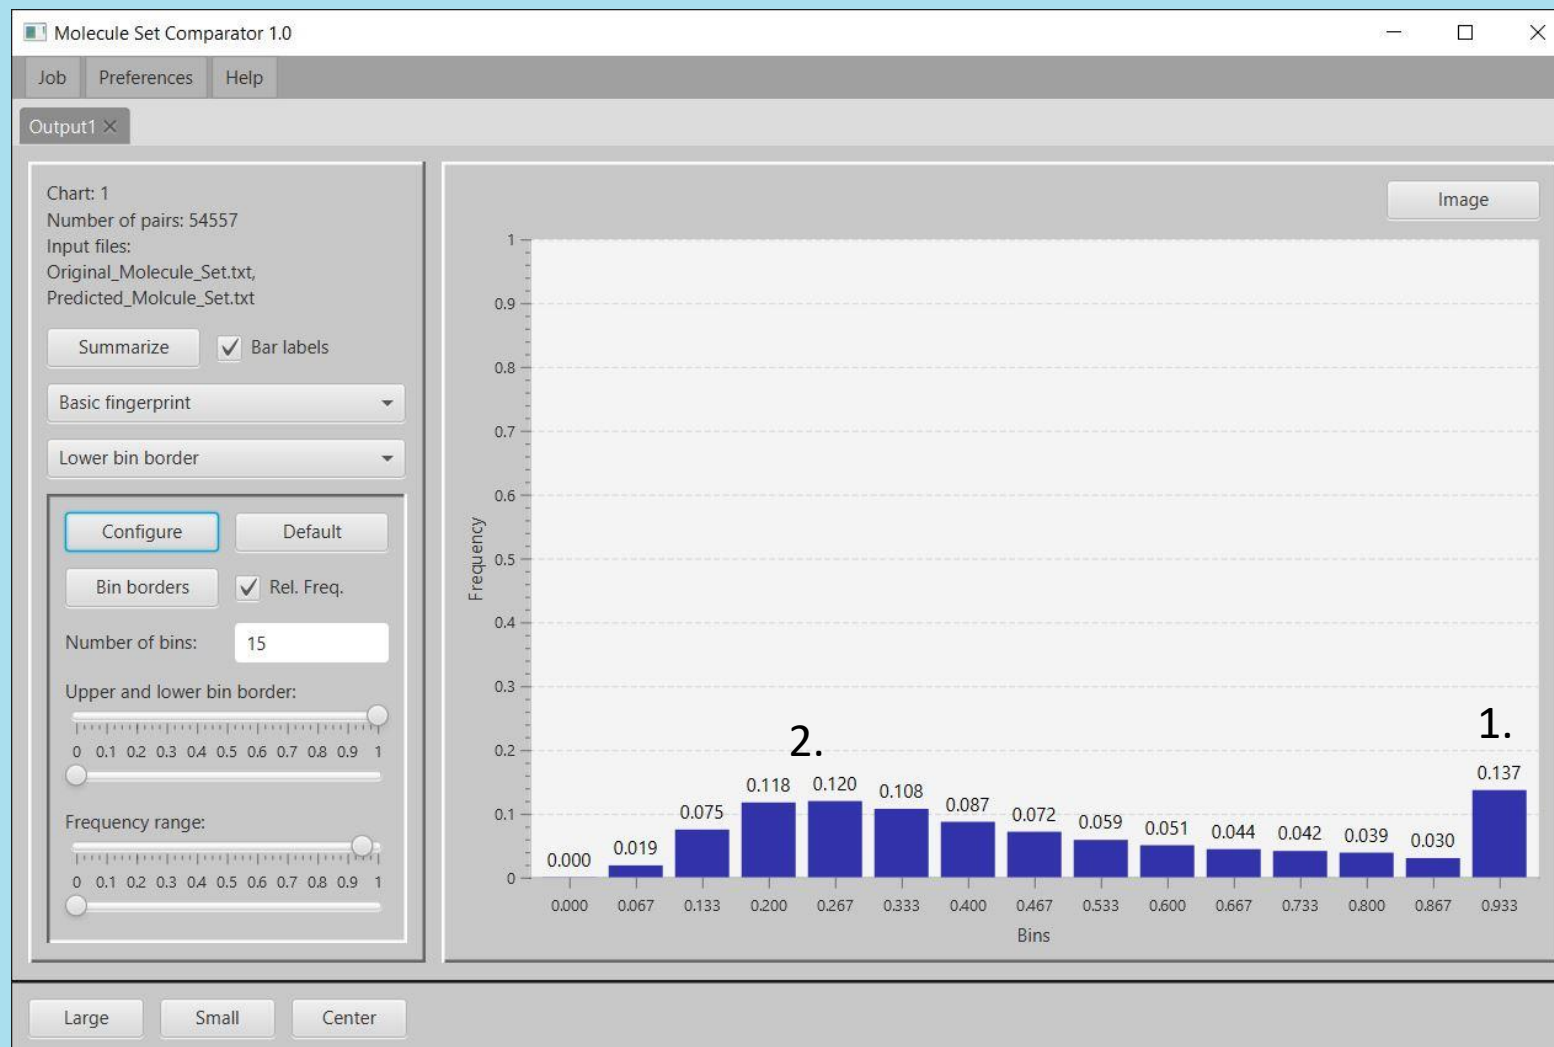 Molecule Set Comparator 1.0
Job Preferences Help
Output1
Chart: 1
Number of pairs: 54557
Input files:
Original_Molecule_Set.txt,
Predicted_Molcule_Set.txt
Summarize Bar labels
Basic fingerprint
Lower bin border
Configure Default
Bin borders Rel. Freq.
Number of bins: 15
Upper and lower bin border:
0 0.1 0.2 0.3 0.4 0.5 0.6 0.7 0.8 0.9 1
Frequency range:
0 0.1 0.2 0.3 0.4 0.5 0.6 0.7 0.8 0.9 1
Image
1
0.9
0.8
0.7
0.6
0.5
0.4
0.3
0.2
0.1
0
Frequency
2.
1.
0.000 0.019 0.075 0.118 0.120 0.108 0.087 0.072 0.059 0.051 0.044 0.042 0.039 0.030 0.137
0.000 0.067 0.133 0.200 0.267 0.333 0.400 0.467 0.533 0.600 0.667 0.733 0.800 0.867 0.933
Bins
Large Small Center